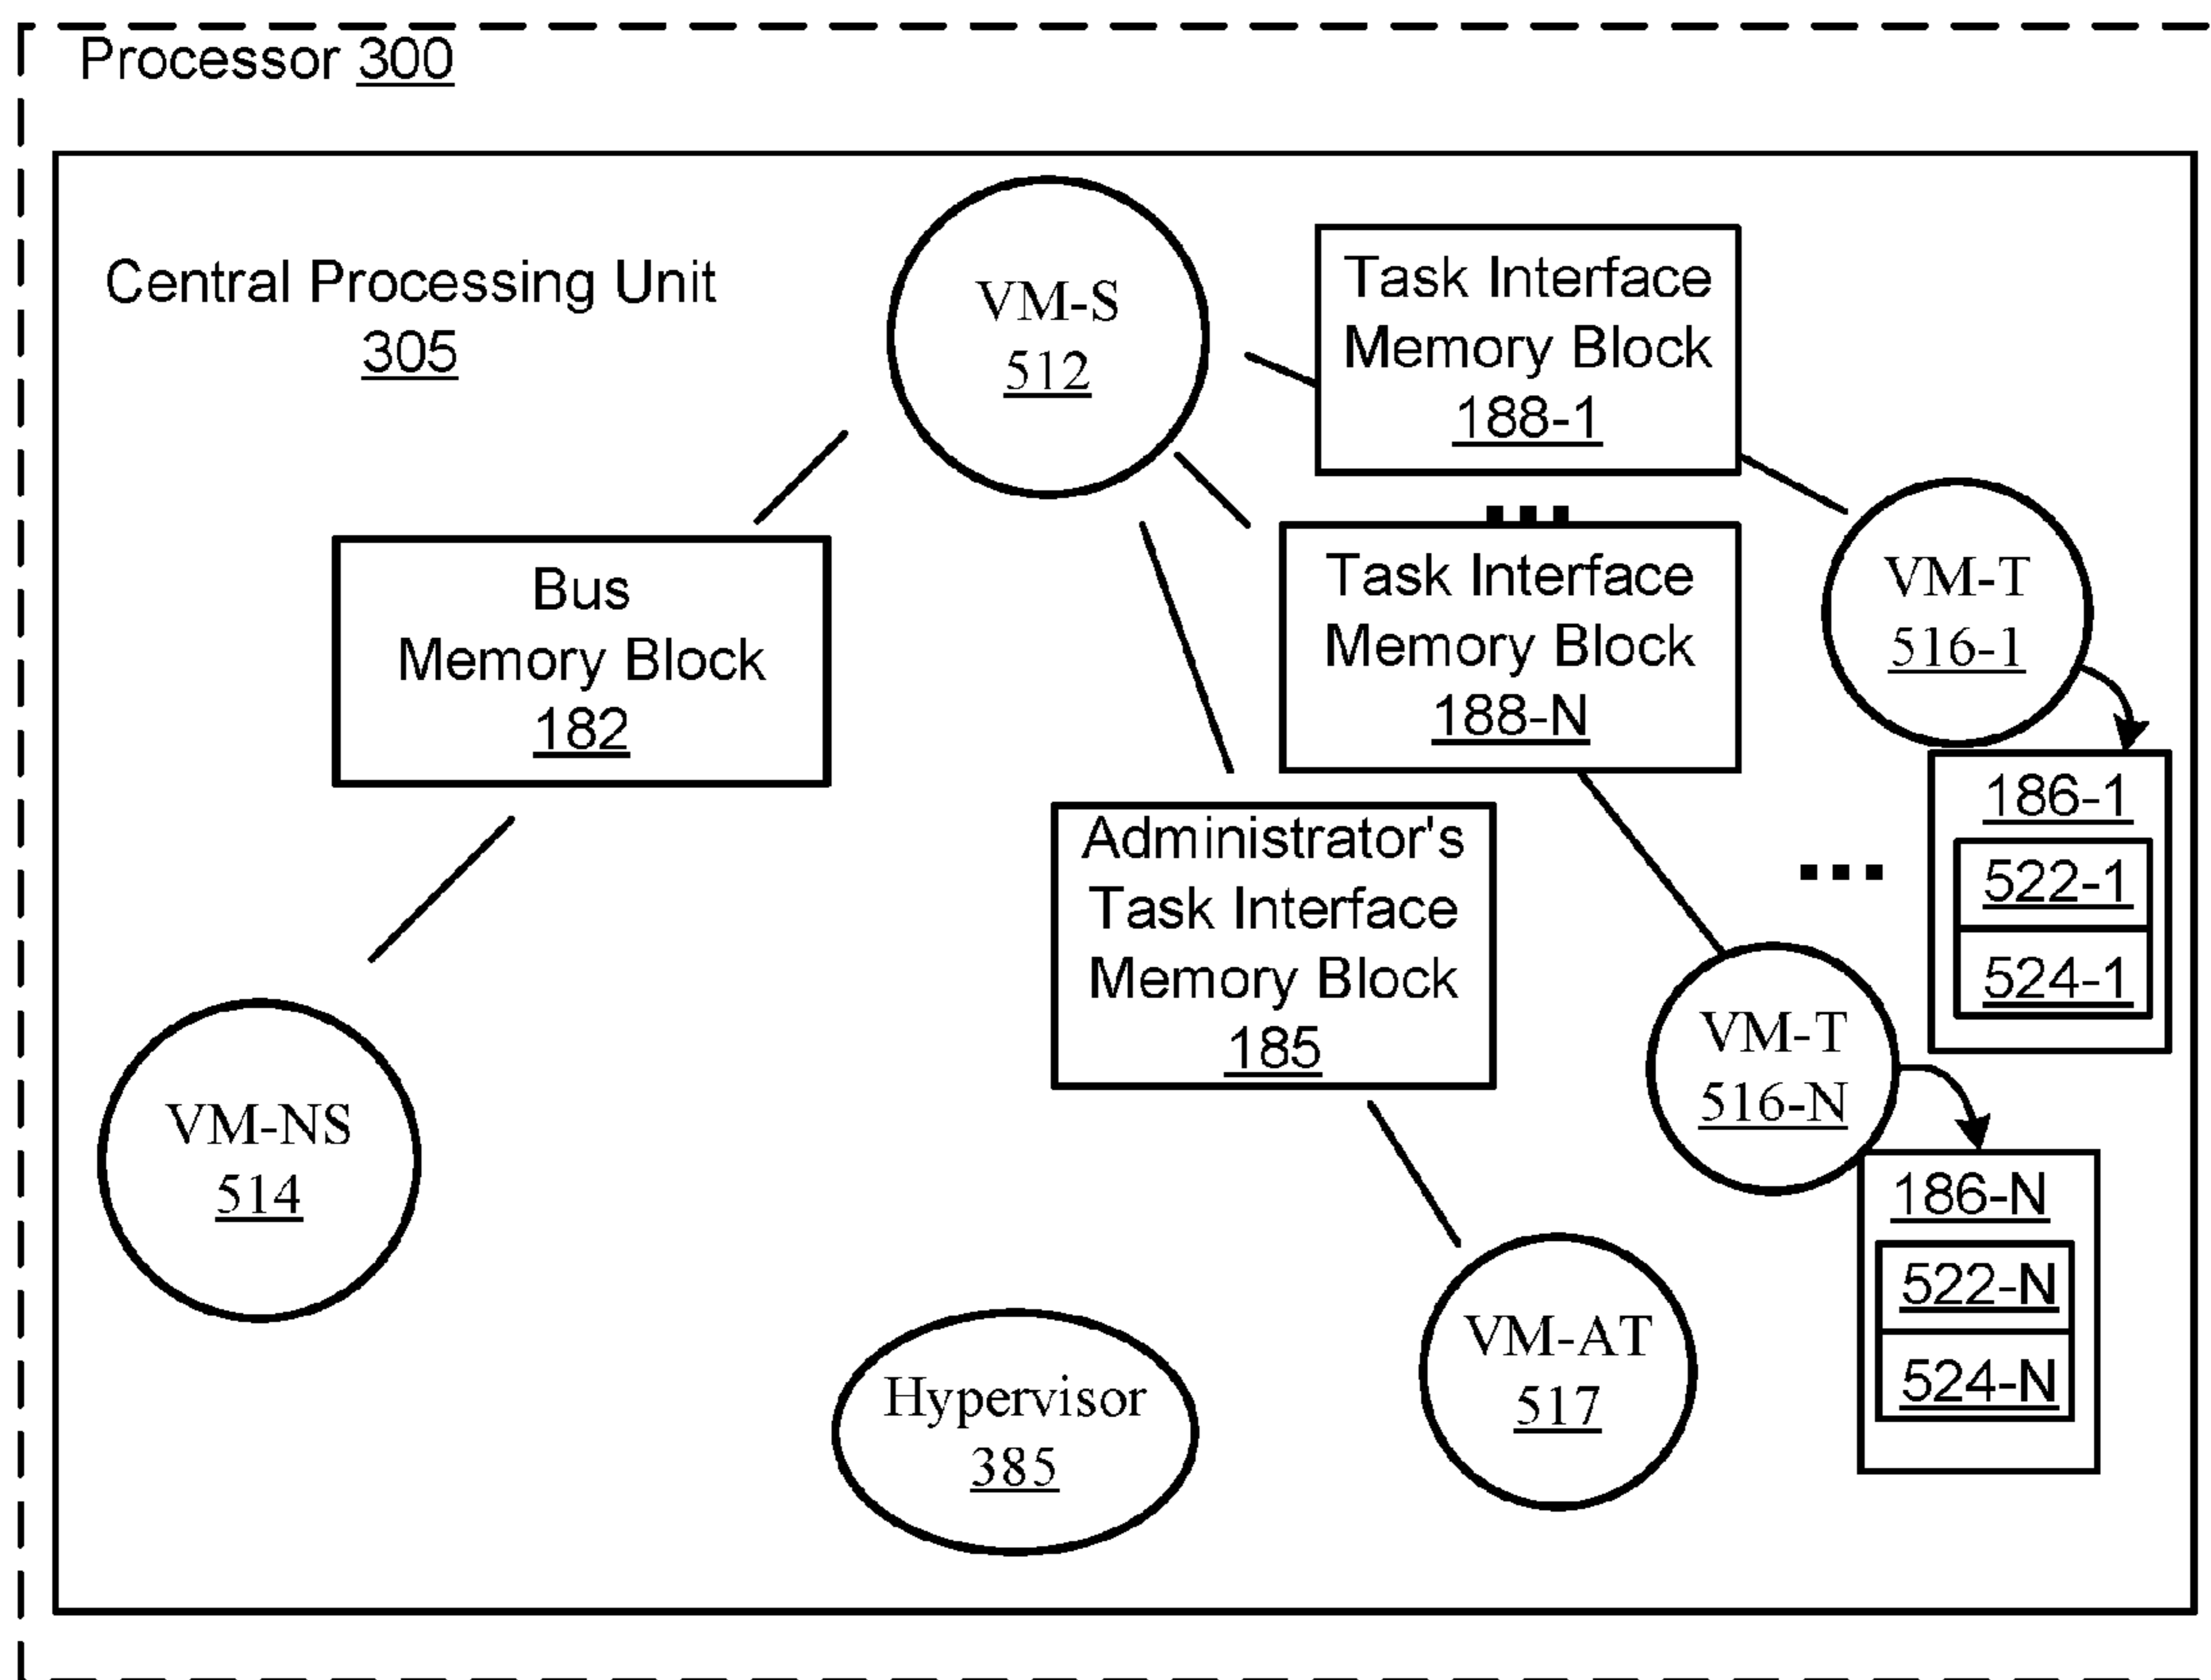 Processor 300
Central Processing Unit
305
VM-S
512
Task Interface
Memory Block
188-1
Bus
Memory Block
182
Task Interface
Memory Block
188-N
VM-T
516-1
186-1
522-1
524-1
Administrator's
Task Interface
Memory Block
185
VM-T
516-N
186-N
522-N
524-N
VM-NS
514
Hypervisor
385
VM-AT
517